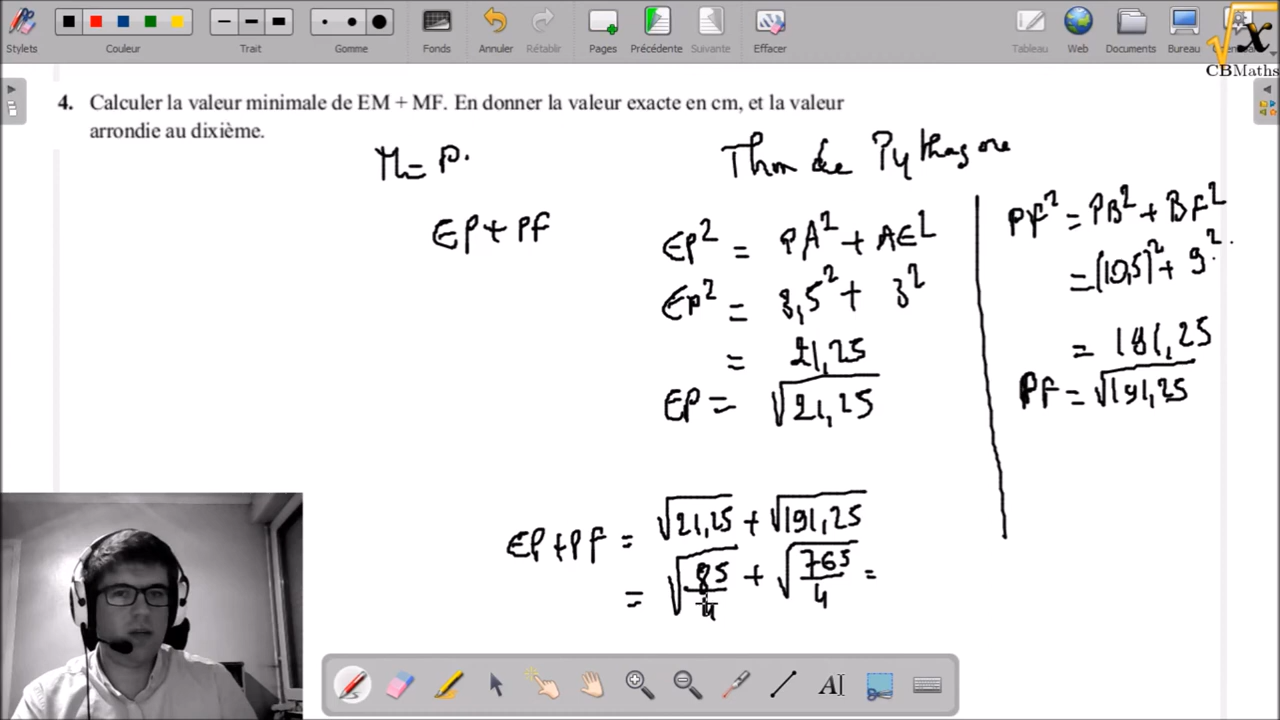 Stylets Couleur Trait Gomme Fonds Annuler Rétablir Pages Précédente Suivante Effacer Tableau Web Documents Bureau
CBMaths
4. Calculer la valeur minimale de EM + MF. En donner la valeur exacte en cm, et la valeur
arrondie au dixième.
M = P.
EP + PF
Thm de Pythagore
EP² = PA² + AE²
EP² = 3,5² + 3²
= 21,25
EP = √21,25
PF² = PB² + BF²
= (10,5)² + 9²
= 191,25
PF = √191,25
EP + PF = √21,25 + √191,25
= √85/4 + √765/4 =